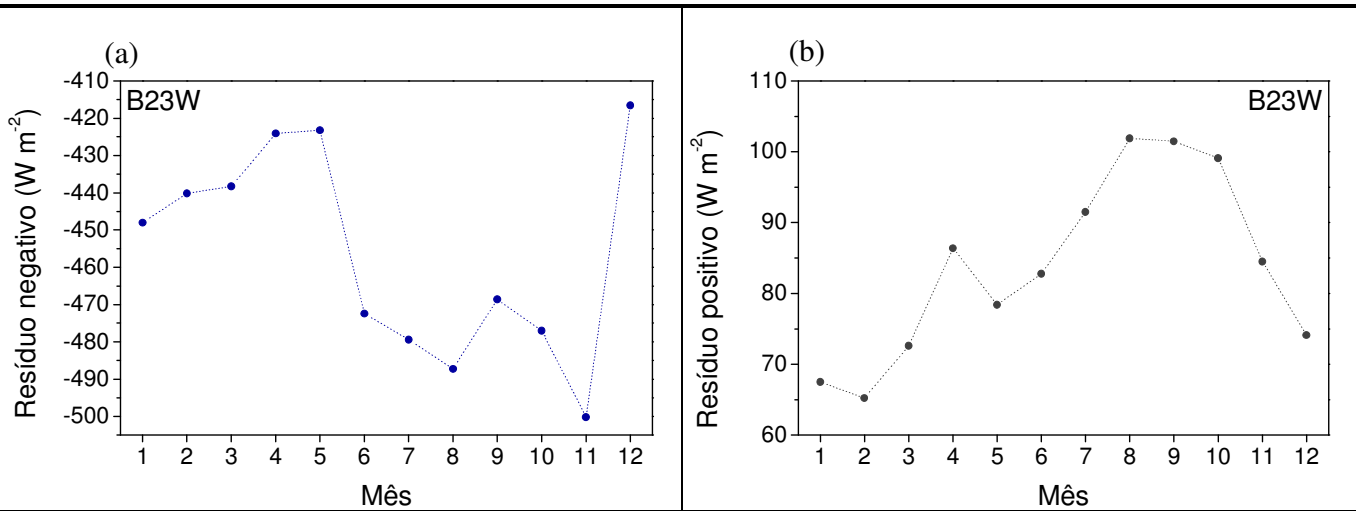 (a)
B23W
Resíduo negativo (W m-2)
-410
-420
-430
-440
-450
-460
-470
-480
-490
-500
1 2 3 4 5 6 7 8 9 10 11 12
Mês
(b)
B23W
Resíduo positivo (W m-2)
110
100
90
80
70
60
1 2 3 4 5 6 7 8 9 10 11 12
Mês